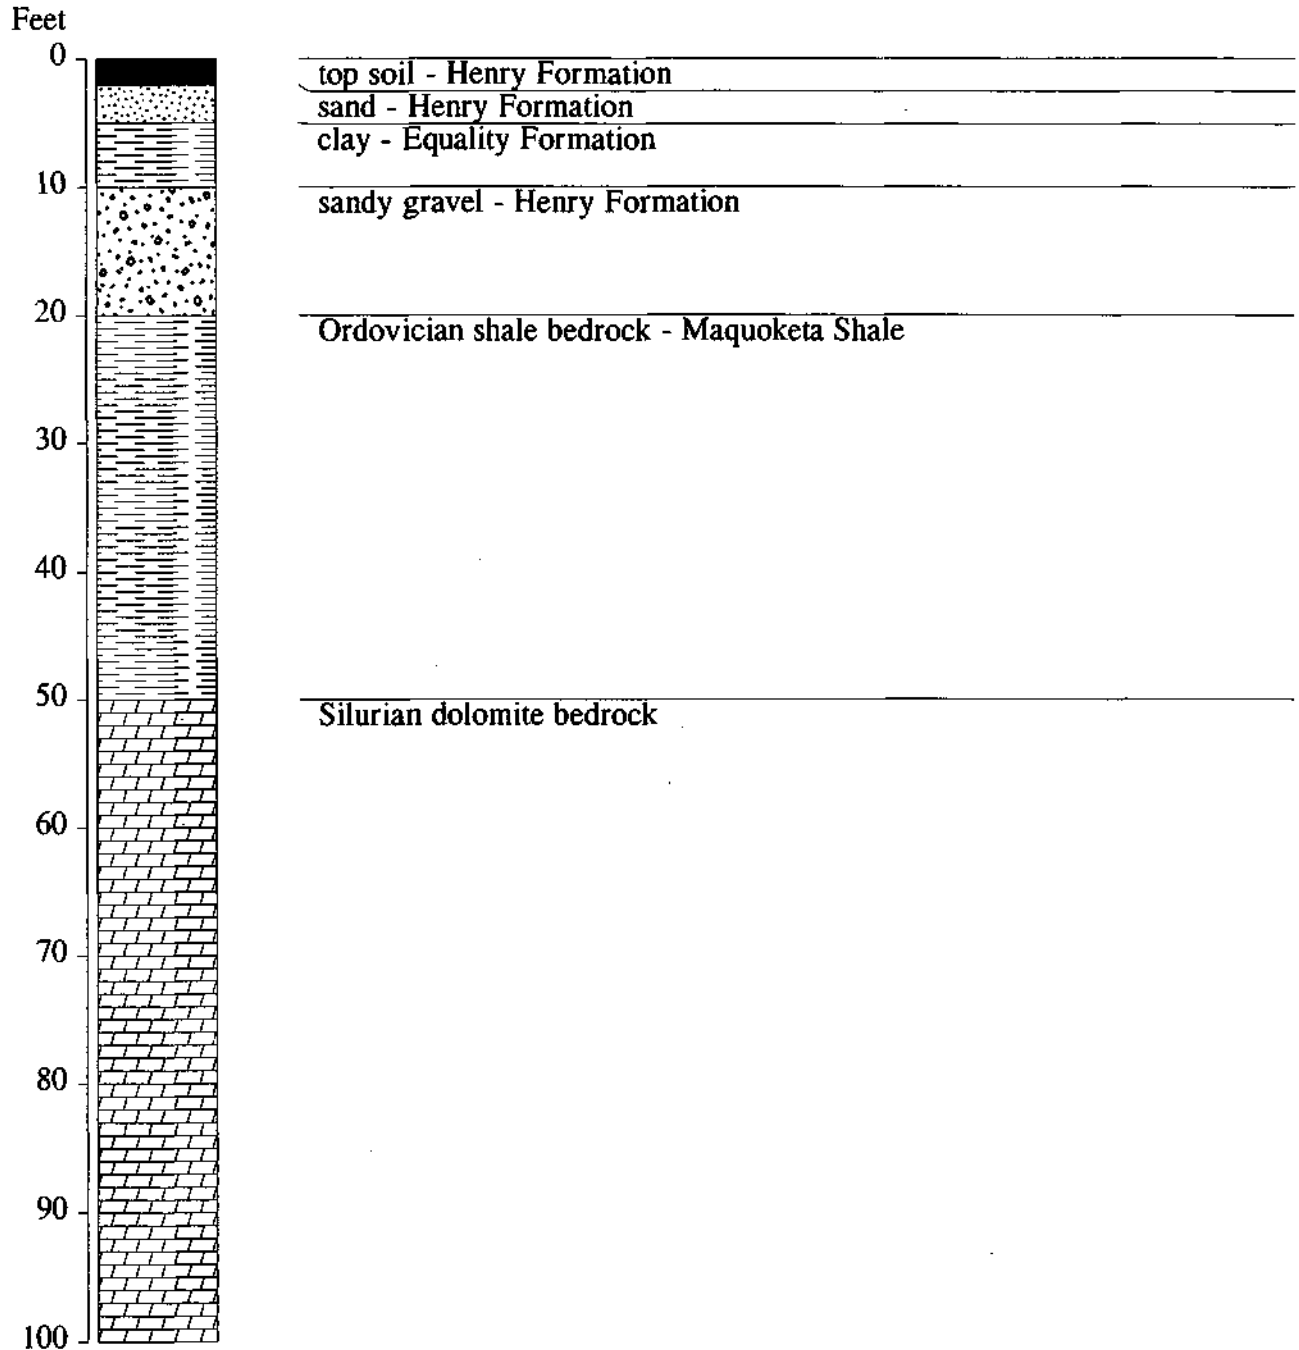 Feet
0
top soil - Henry Formation
sand - Henry Formation
clay - Equality Formation
10
sandy gravel - Henry Formation
20
Ordovician shale bedrock - Maquoketa Shale
30
40
50
Silurian dolomite bedrock
60
70
80
90
100